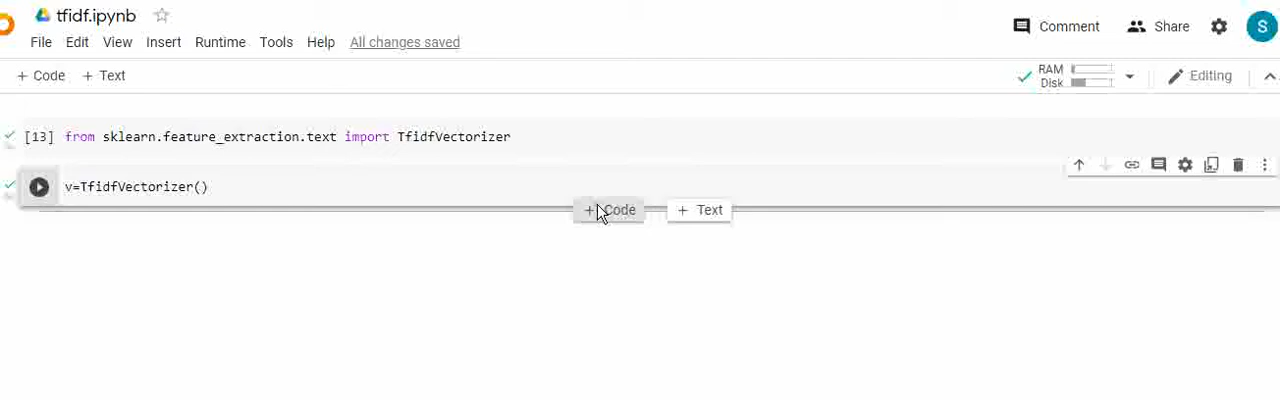 tfidf.ipynb
Comment
Share
S
File Edit View Insert Runtime Tools Help All changes saved
+ Code + Text
RAM
Disk
Editing
[13] from sklearn.feature_extraction.text import TfidfVectorizer
v=TfidfVectorizer()
+ Code + Text